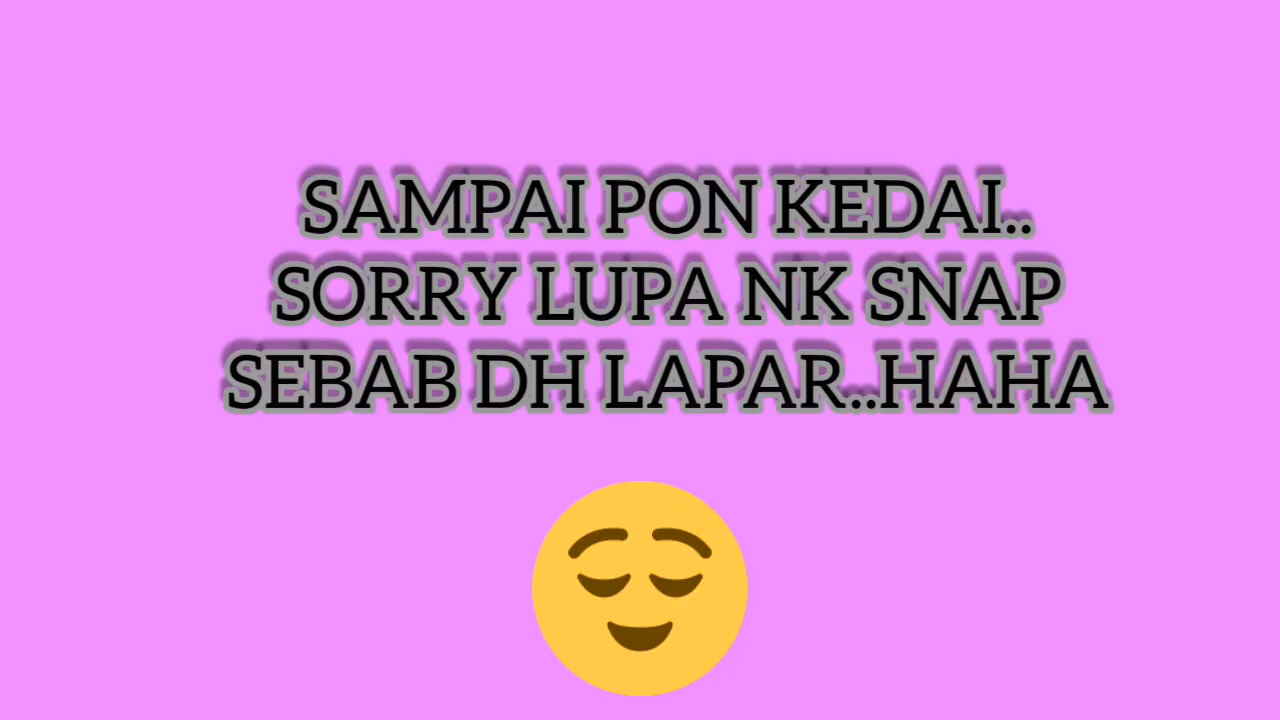 SAMPAI PON KEDAI..
SORRY LUPA NK SNAP
SEBAB DH LAPAR..HAHA